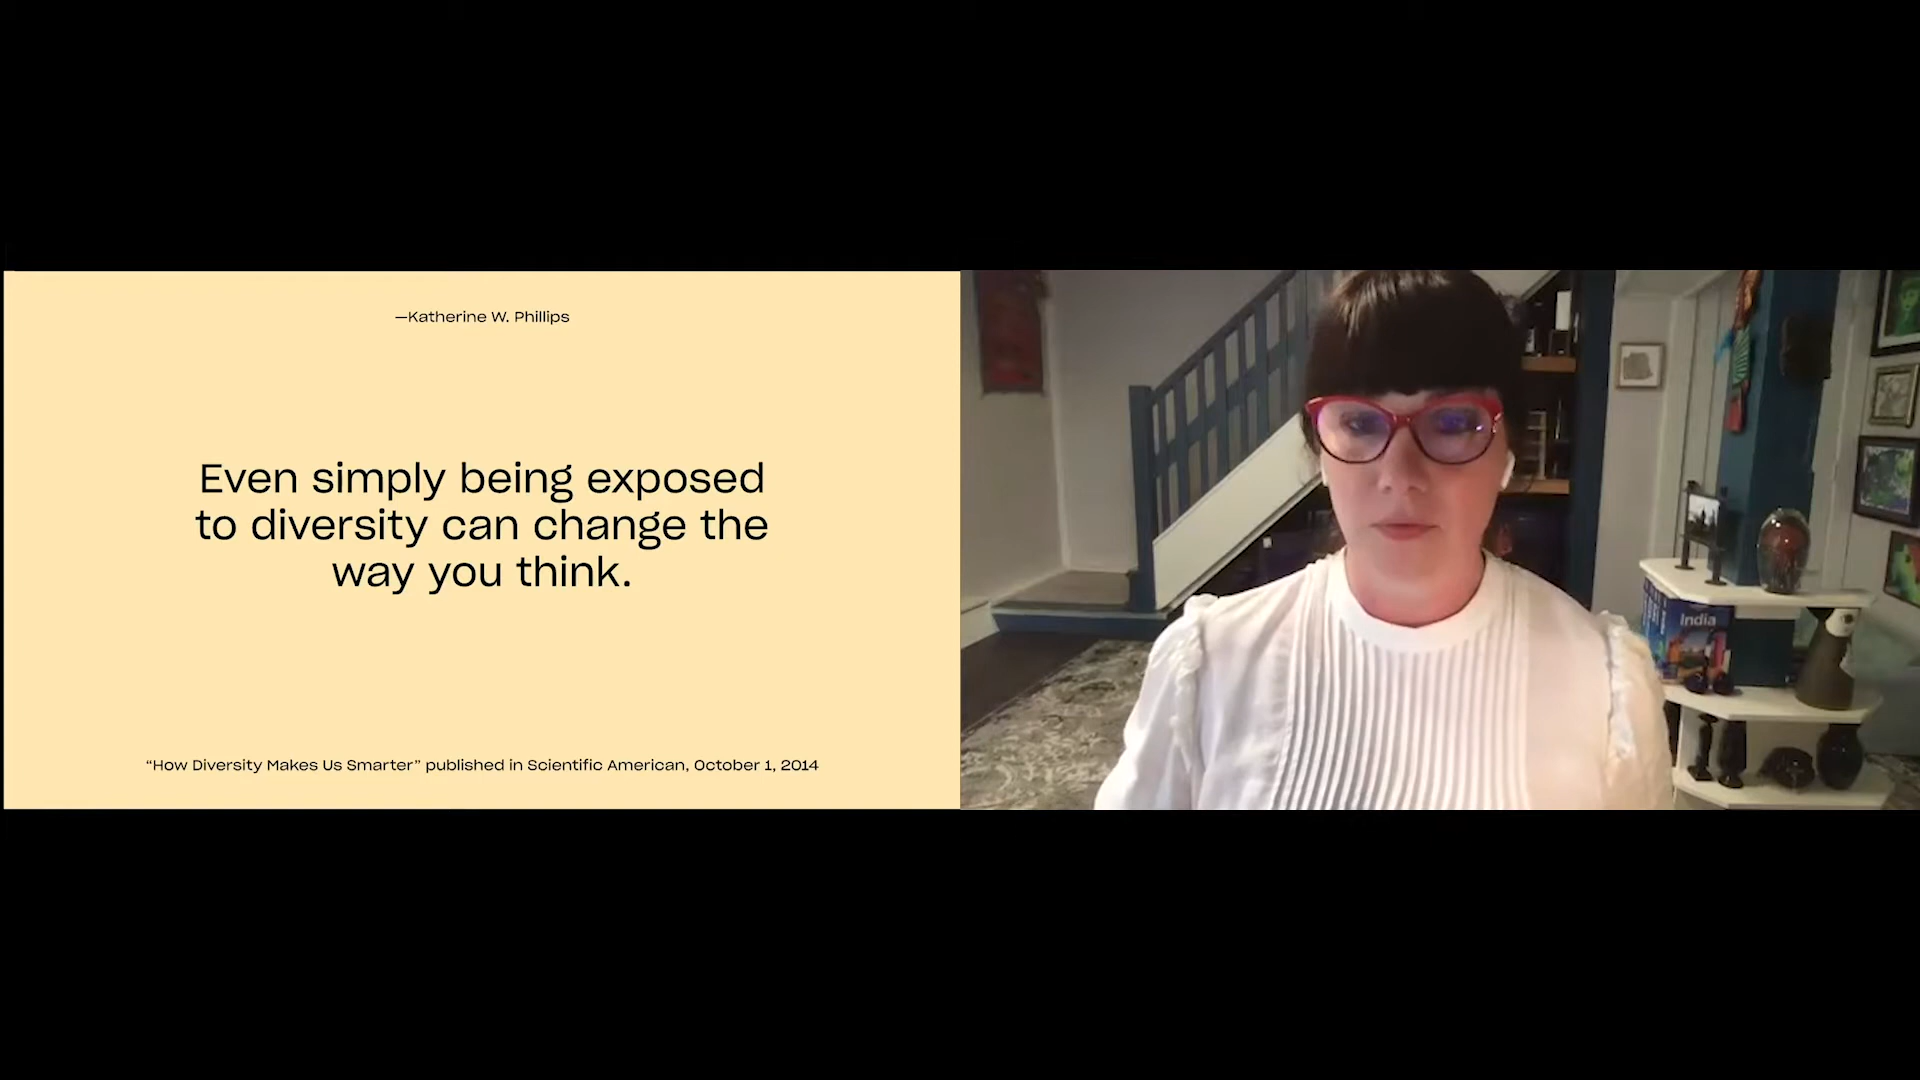 —Katherine W. Phillips
Even simply being exposed
to diversity can change the
way you think.
“How Diversity Makes Us Smarter” published in Scientific American, October 1, 2014
India